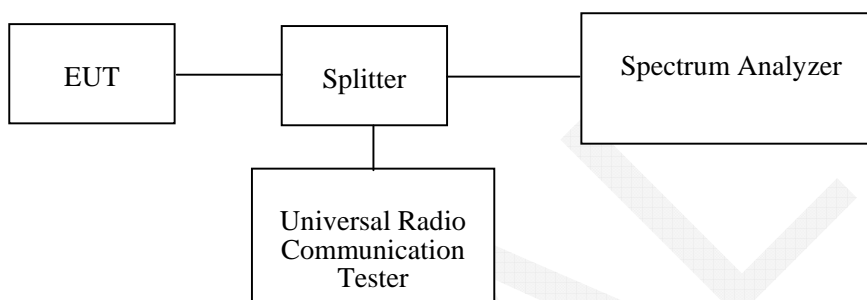 EUT
Splitter
Spectrum Analyzer
Universal Radio
Communication
Tester